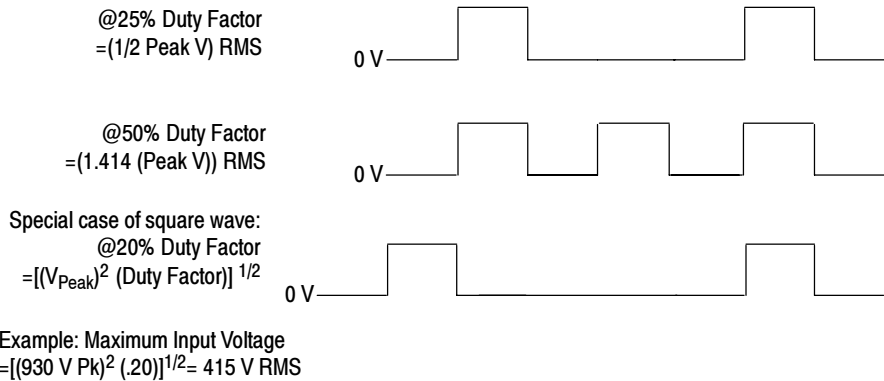 @25% Duty Factor
=(1/2 Peak V) RMS
0 V
@50% Duty Factor
=(1.414 (Peak V)) RMS
0 V
Special case of square wave:
@20% Duty Factor
=[(V_Peak)² (Duty Factor)] ^1/2
0 V
Example: Maximum Input Voltage
=[(930 V Pk)² (.20)]^1/2= 415 V RMS